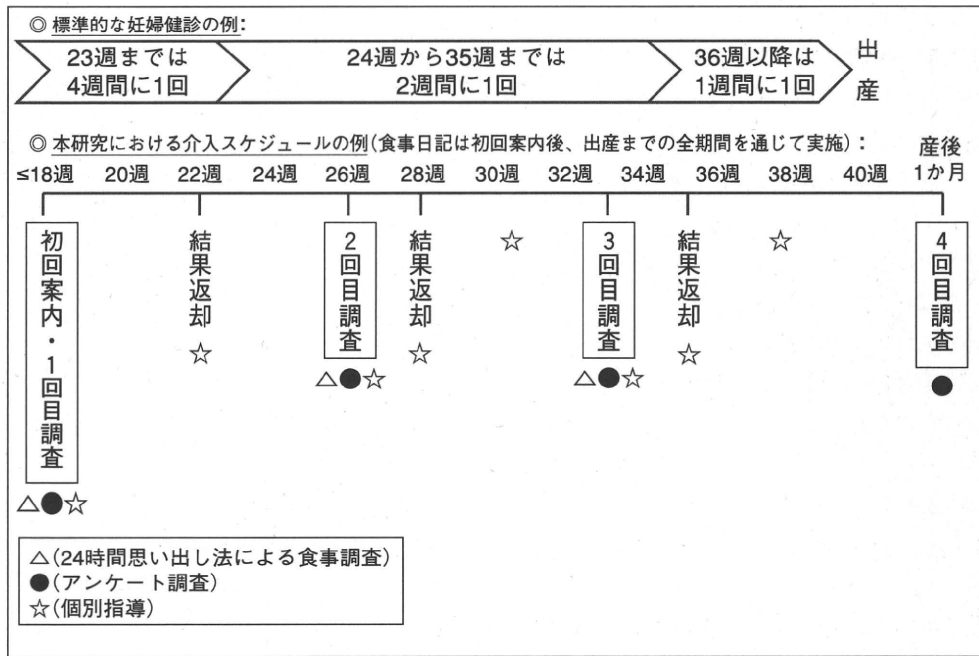 ◎ 標準的な妊婦健診の例：
23週までは
4週間に1回
24週から35週までは
2週間に1回
36週以降は
1週間に1回
出産
◎ 本研究における介入スケジュールの例(食事日記は初回案内後、出産までの全期間を通じて実施)：
産後
1か月
≤18週 20週 22週 24週 26週 28週 30週 32週 34週 36週 38週 40週
初回案内・1回目調査
△●☆
結果返却
☆
2回目調査
△●☆
結果返却
☆
☆
3回目調査
△●☆
結果返却
☆
☆
4回目調査
●
△(24時間思い出し法による食事調査)
●(アンケート調査)
☆(個別指導)